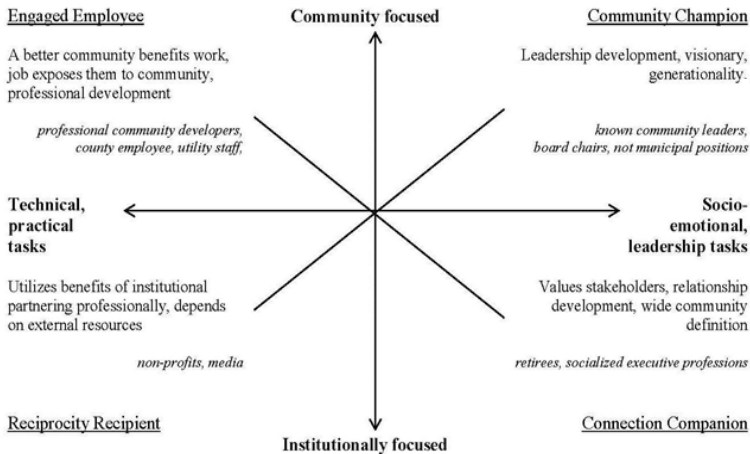 Engaged Employee
Community focused
Community Champion
A better community benefits work,
job exposes them to community,
professional development
Leadership development, visionary,
generationality.
professional community developers,
county employee, utility staff,
known community leaders,
board chairs, not municipal positions
Technical,
practical
tasks
Socio-
emotional,
leadership tasks
Utilizes benefits of institutional
partnering professionally, depends
on external resources
Values stakeholders, relationship
development, wide community
definition
non-profits, media
retirees, socialized executive professions
Reciprocity Recipient
Institutionally focused
Connection Companion